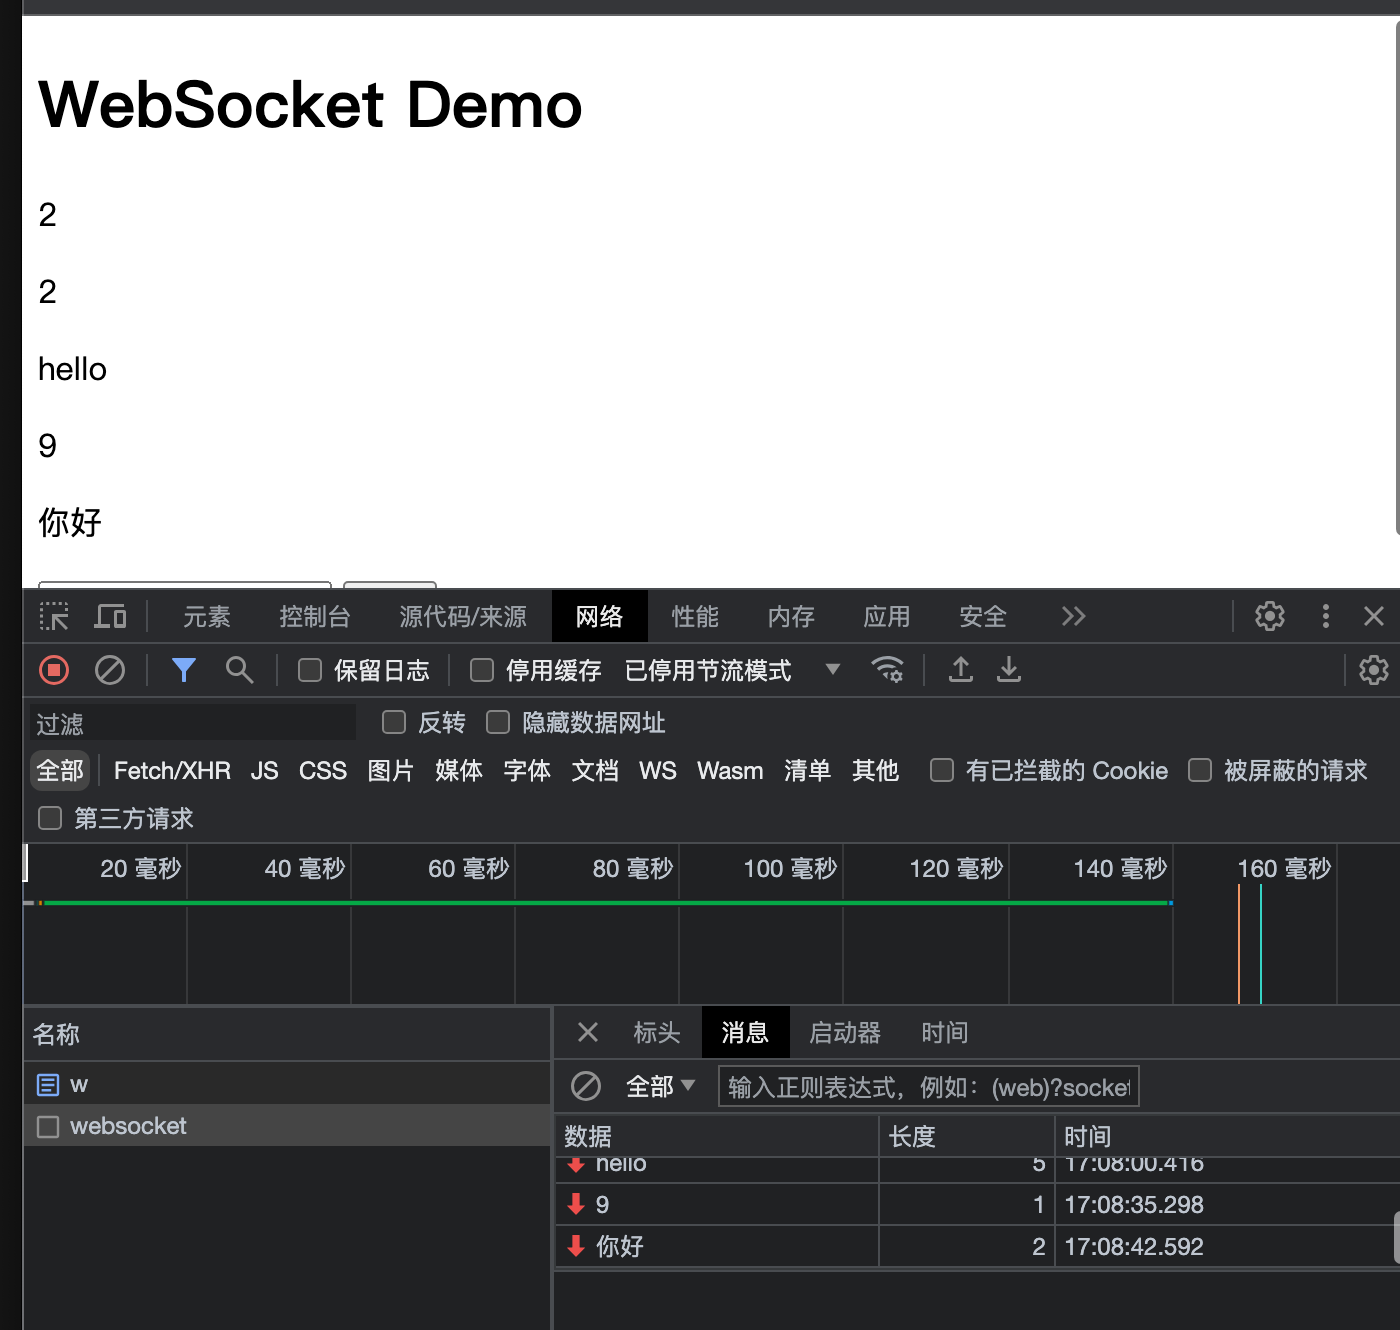 WebSocket Demo
2
2
hello
9
你好
元素 控制台 源代码/来源 网络 性能 内存 应用 安全
保留日志 停用缓存 已停用节流模式
过滤 反转 隐藏数据网址
全部 Fetch/XHR JS CSS 图片 媒体 字体 文档 WS Wasm 清单 其他 有已拦截的 Cookie 被屏蔽的请求
第三方请求
20 毫秒 40 毫秒 60 毫秒 80 毫秒 100 毫秒 120 毫秒 140 毫秒 160 毫秒
名称 标头 消息 启动器 时间
w
websocket
全部 输入正则表达式，例如：(web)?socket
数据 长度 时间
hello 5 17:08:00.416
9 1 17:08:35.298
你好 2 17:08:42.592